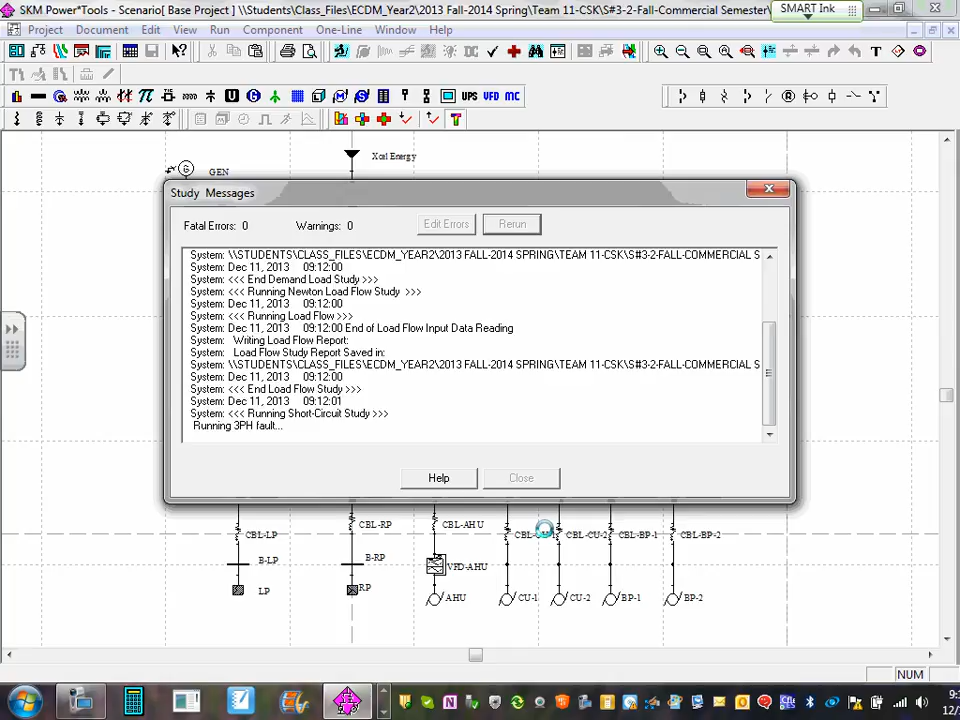 SKM Power*Tools - Scenario[ Base Project ] \\Students\Class_Files\ECDM_Year2\2013 Fall-2014 Spring\Team 11-CSK\S#3-2-Fall-Commercial Semester\
SMART Ink
Project Document Edit View Run Component One-Line Window Help
UPS VFD MC
Xcel Energy
G GEN
Study Messages
Fatal Errors: 0 Warnings: 0 Edit Errors Rerun
System: \\STUDENTS\CLASS_FILES\ECDM_YEAR2\2013 FALL-2014 SPRING\TEAM 11-CSK\S#3-2-FALL-COMMERCIAL S
System: Dec 11, 2013 09:12:00
System: <<< End Demand Load Study >>>
System: <<< Running Newton Load Flow Study >>>
System: Dec 11, 2013 09:12:00
System: <<< Running Load Flow >>>
System: Dec 11, 2013 09:12:00 End of Load Flow Input Data Reading
System: Writing Load Flow Report:
System: Load Flow Study Report Saved in:
System: \\STUDENTS\CLASS_FILES\ECDM_YEAR2\2013 FALL-2014 SPRING\TEAM 11-CSK\S#3-2-FALL-COMMERCIAL S
System: Dec 11, 2013 09:12:00
System: <<< End Load Flow Study >>>
System: Dec 11, 2013 09:12:01
System: <<< Running Short-Circuit Study >>>
Running 3PH fault...
Help Close
CBL-LP CBL-RP CBL-AHU CBL-CU-2 CBL-BP-1 CBL-BP-2
B-LP B-RP VFD-AHU
LP RP AHU CU-1 CU-2 BP-1 BP-2
NUM